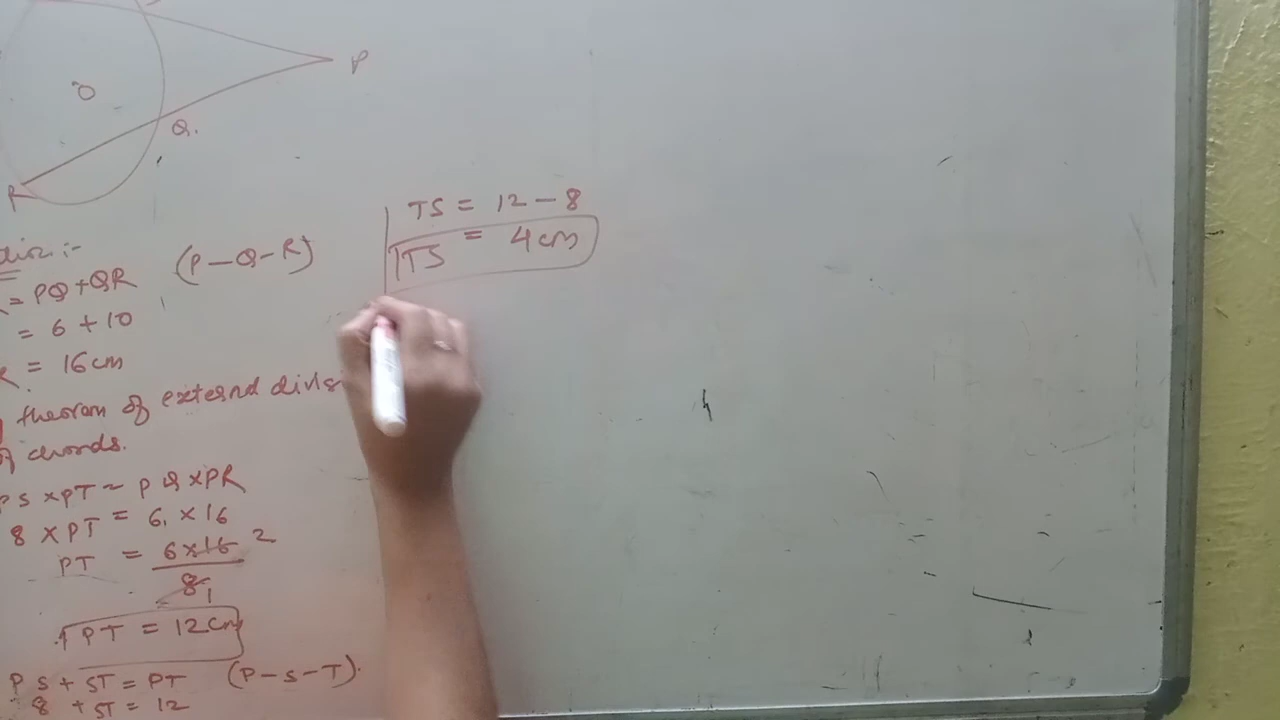 P
O
Q.
R
(P-Q-R)
= PQ+QR
= 6 + 10
= 16 cm
theorem of external
of chords.
PS × PT = PQ × PR
8 × PT = 6 × 16
PT = 6×16 2
8 1
PT = 12 cm
PS + ST = PT (P-S-T).
8 + ST = 12
TS = 12 - 8
TS = 4 cm